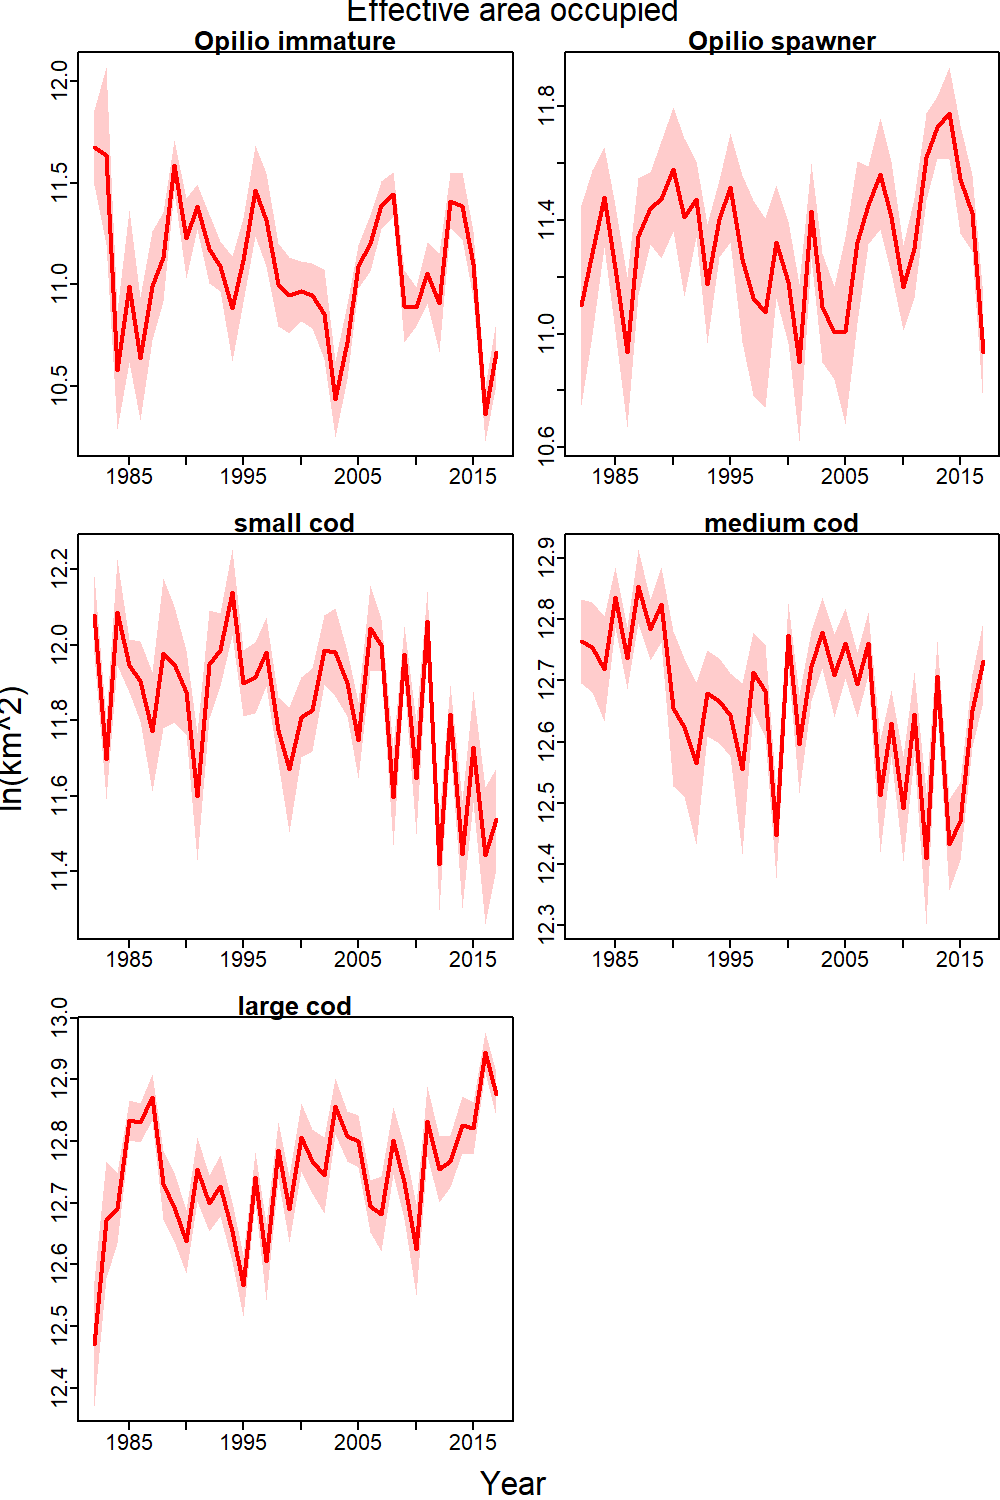 Effective area occupied
Opilio immature
Opilio spawner
12.0
11.5
11.0
10.5
1985 1995 2005 2015
11.8
11.4
11.0
10.6
1985 1995 2005 2015
small cod
medium cod
12.2
12.0
11.8
11.6
11.4
1985 1995 2005 2015
12.9
12.8
12.7
12.6
12.5
12.4
12.3
1985 1995 2005 2015
ln(km^2)
large cod
13.0
12.9
12.8
12.7
12.6
12.5
12.4
1985 1995 2005 2015
Year